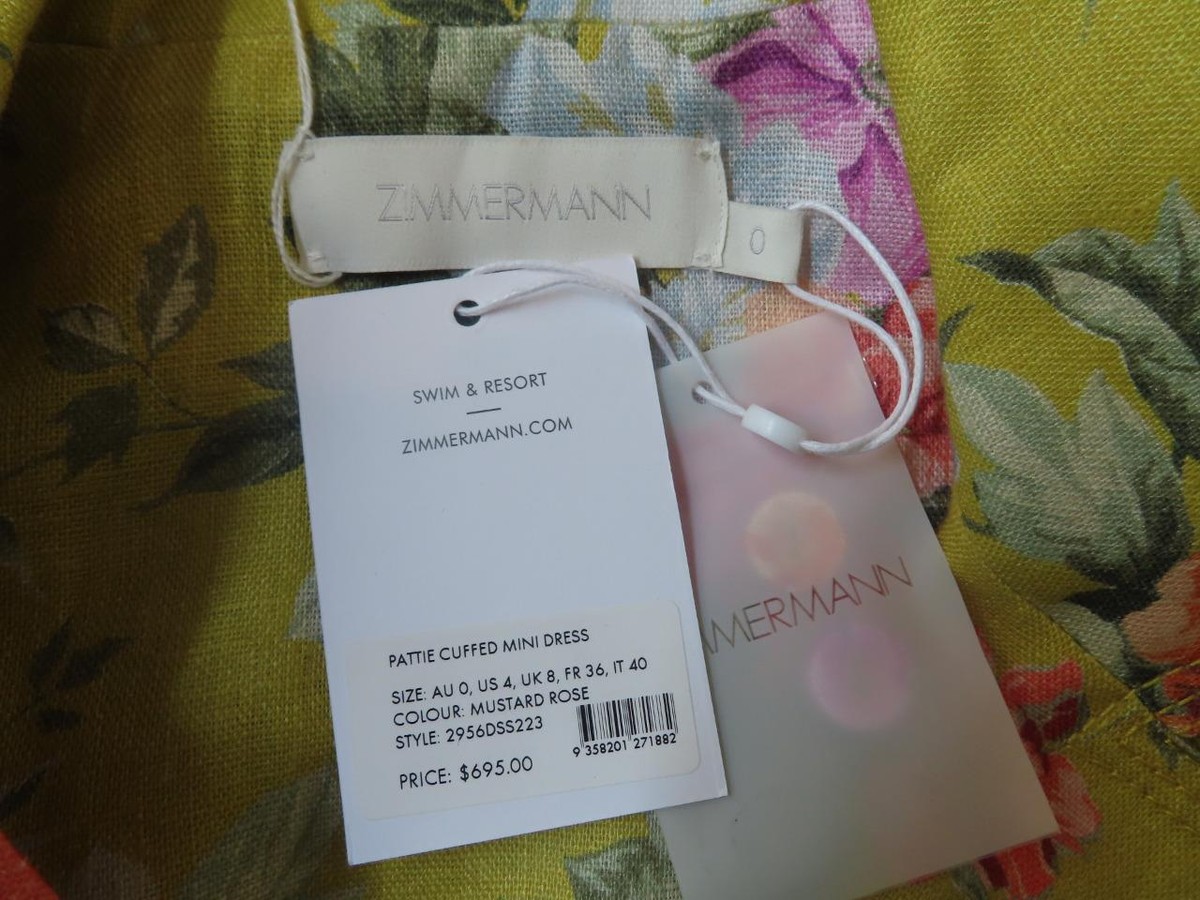 ZIMMERMANN
0
SWIM & RESORT
ZIMMERMANN.COM
MMERMANN
PATTIE CUFFED MINI DRESS
SIZE: AU 0, US 4, UK 8, FR 36, IT 40
COLOUR: MUSTARD ROSE
STYLE: 2956DSS223
9 358201 271882
PRICE: $695.00